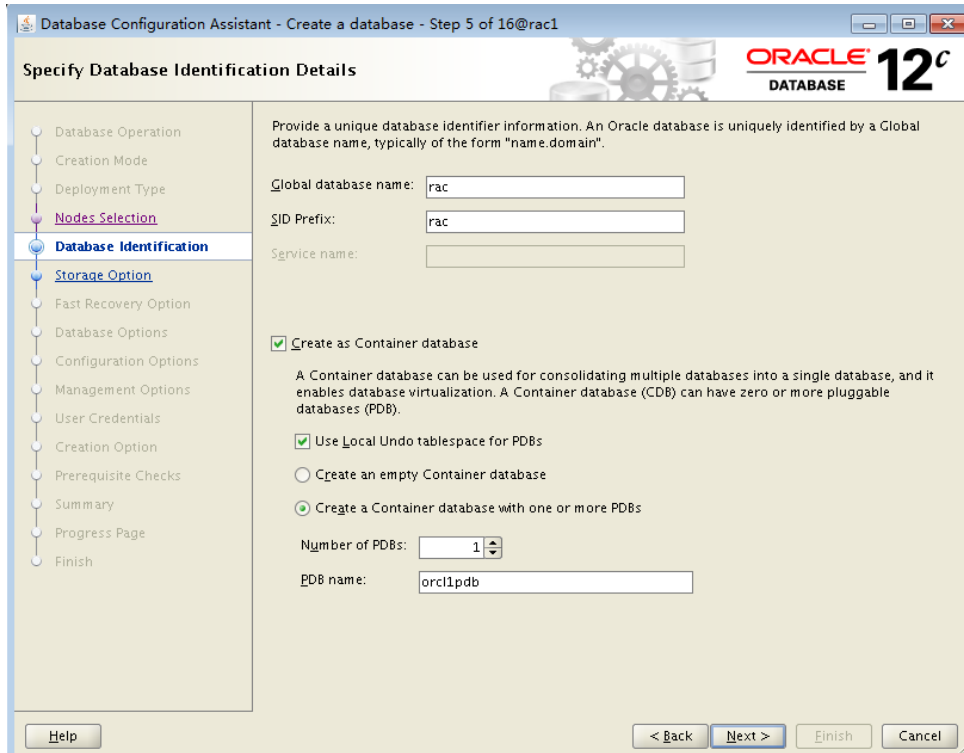 Database Configuration Assistant - Create a database - Step 5 of 16@rac1
Specify Database Identification Details
ORACLE
DATABASE
12c
Database Operation
Creation Mode
Deployment Type
Nodes Selection
Database Identification
Storage Option
Fast Recovery Option
Database Options
Configuration Options
Management Options
User Credentials
Creation Option
Prerequisite Checks
Summary
Progress Page
Finish
Provide a unique database identifier information. An Oracle database is uniquely identified by a Global
database name, typically of the form "name.domain".
Global database name: rac
SID Prefix: rac
Service name:
Create as Container database
A Container database can be used for consolidating multiple databases into a single database, and it
enables database virtualization. A Container database (CDB) can have zero or more pluggable
databases (PDB).
Use Local Undo tablespace for PDBs
Create an empty Container database
Create a Container database with one or more PDBs
Number of PDBs: 1
PDB name: orcl1pdb
Help
< Back
Next >
Finish
Cancel